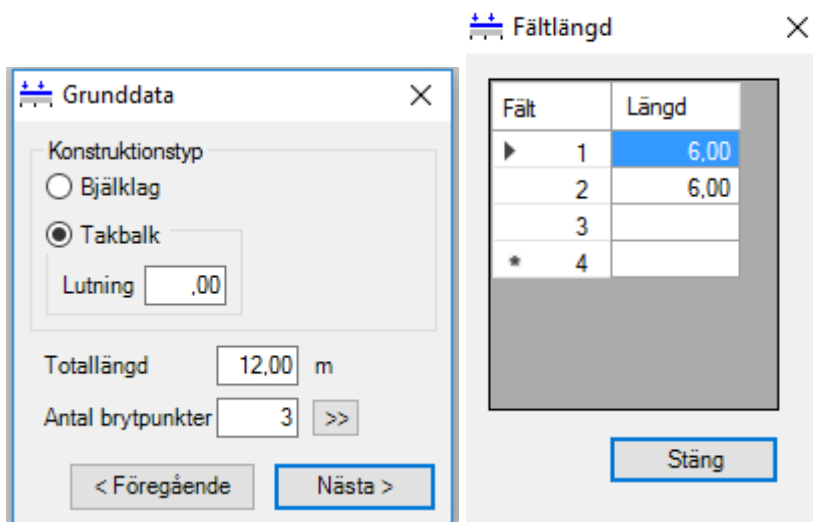 Grunddata
Konstruktionstyp
Bjälklag
Takbalk
Lutning ,00
Totallängd 12,00 m
Antal brytpunkter 3 >>
< Föregående Nästa >
Fältlängd
Fält Längd
1 6,00
2 6,00
3
* 4
Stäng